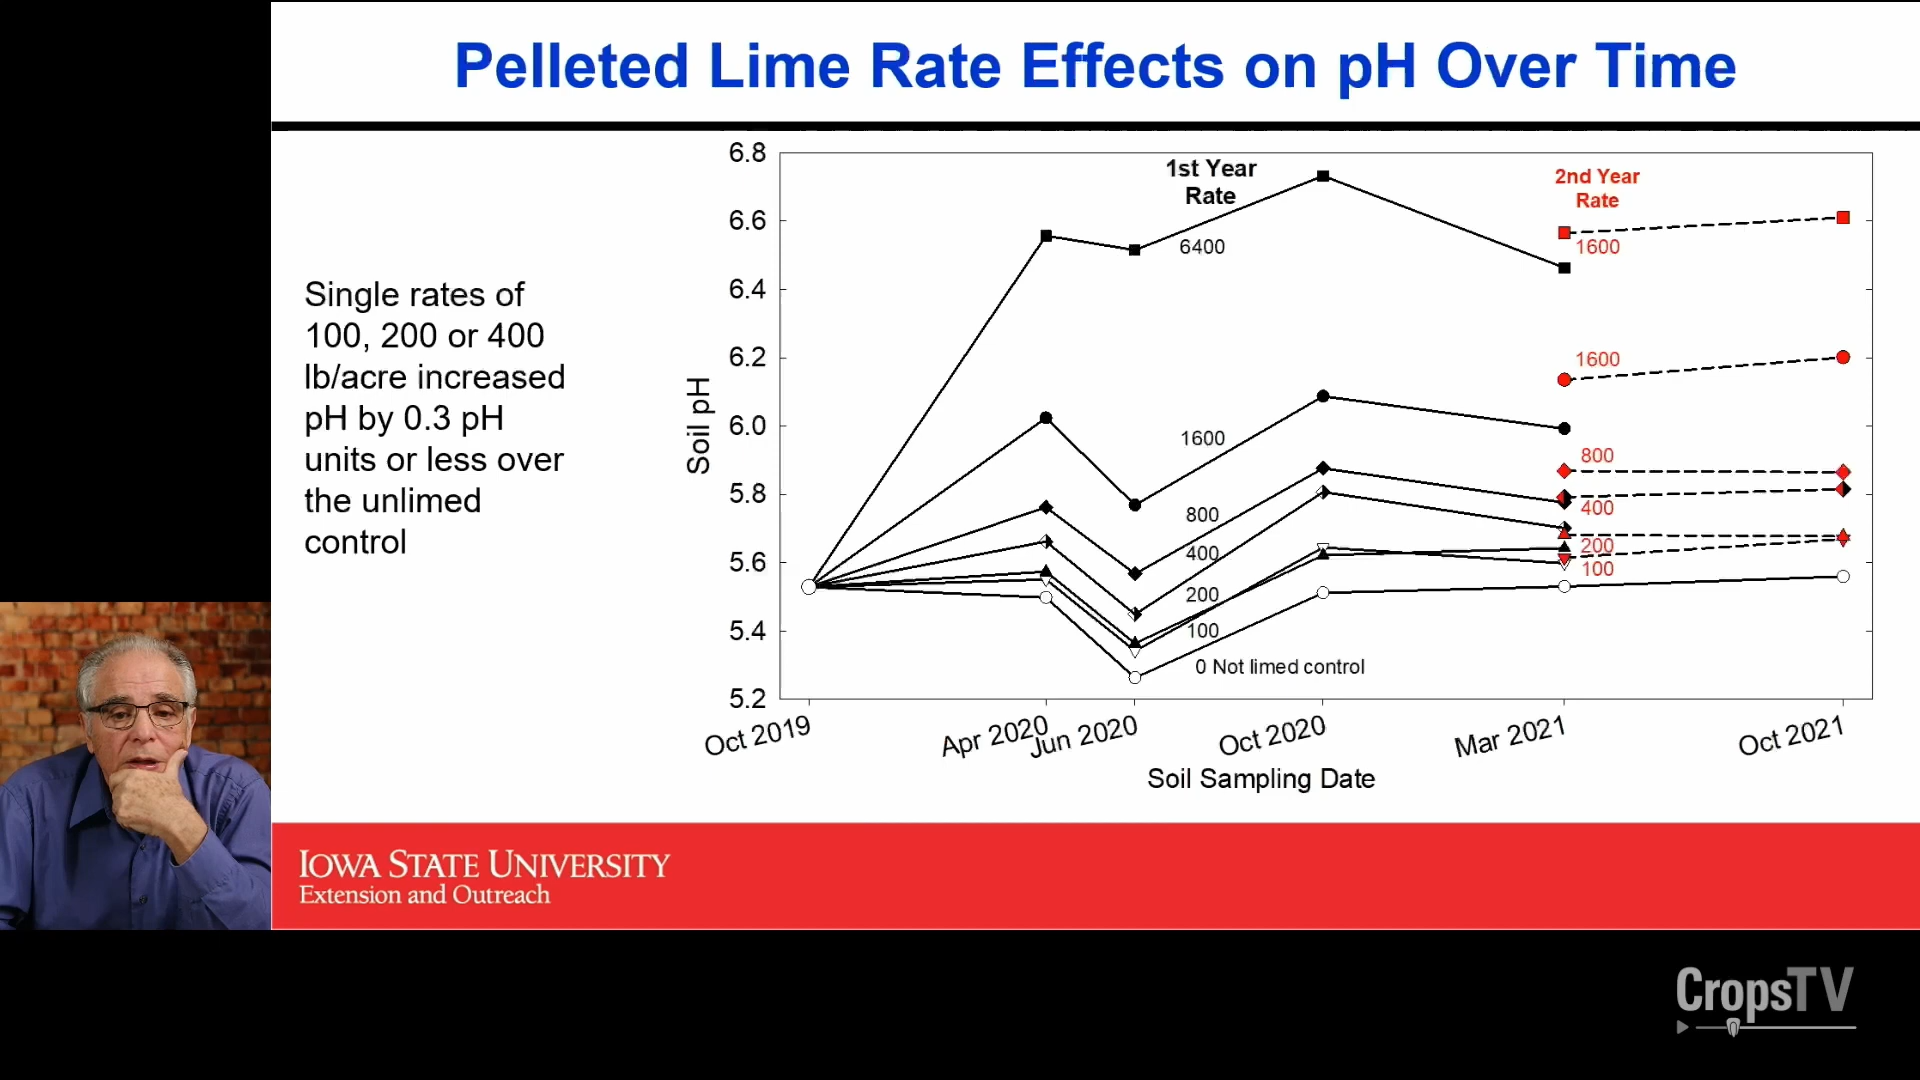 Pelleted Lime Rate Effects on pH Over Time
Single rates of
100, 200 or 400
lb/acre increased
pH by 0.3 pH
units or less over
the unlimed
control
Soil pH
6.8
6.6
6.4
6.2
6.0
5.8
5.6
5.4
5.2
1st Year
Rate
6400
1600
800
400
200
100
0 Not limed control
2nd Year
Rate
1600
1600
800
400
200
100
Oct 2019
Apr 2020
Jun 2020
Oct 2020
Mar 2021
Oct 2021
Soil Sampling Date
IOWA STATE UNIVERSITY
Extension and Outreach
CropsTV